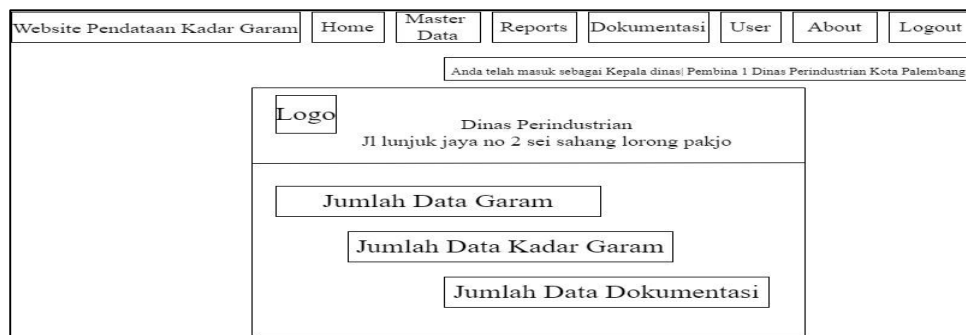 Website Pendataan Kadar Garam
Home
Master
Data
Reports
Dokumentasi
User
About
Logout
Anda telah masuk sebagai Kepala dinas| Pembina 1 Dinas Perindustrian Kota Palembang
Logo
Dinas Perindustrian
Jl lunjuk jaya no 2 sei sahang lorong pakjo
Jumlah Data Garam
Jumlah Data Kadar Garam
Jumlah Data Dokumentasi